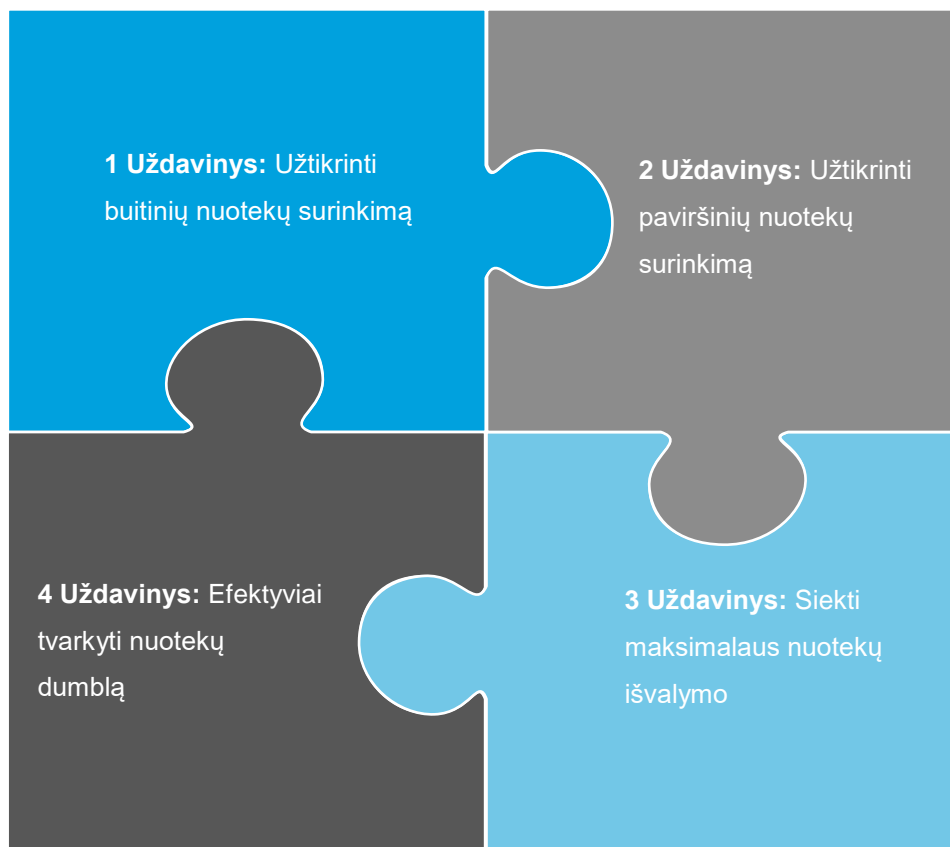 1 Uždavinys: Užtikrinti
buitinių nuotekų surinkimą
2 Uždavinys: Užtikrinti
paviršinių nuotekų
surinkimą
4 Uždavinys: Efektyviai
tvarkyti nuotekų
dumblą
3 Uždavinys: Siekti
maksimalaus nuotekų
išvalymo